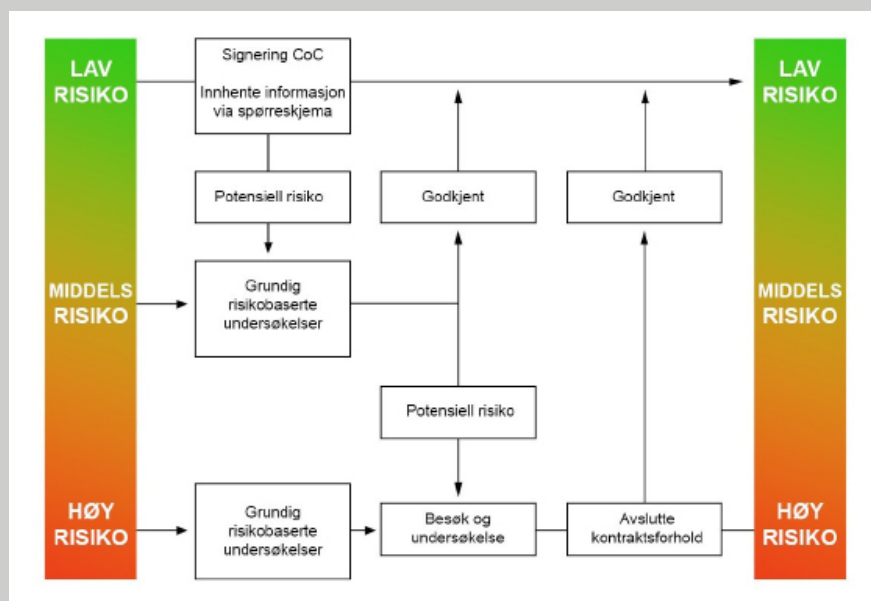 LAV
RISIKO
Signering CoC
Innhente informasjon
via spørreskjema
LAV
RISIKO
Potensiell risiko
Godkjent
Godkjent
MIDDELS
RISIKO
Grundig
risikobaserte
undersøkelser
MIDDELS
RISIKO
Potensiell risiko
HØY
RISIKO
Grundig
risikobaserte
undersøkelser
Besøk og
undersøkelse
Avslutte
kontraktsforhold
HØY
RISIKO